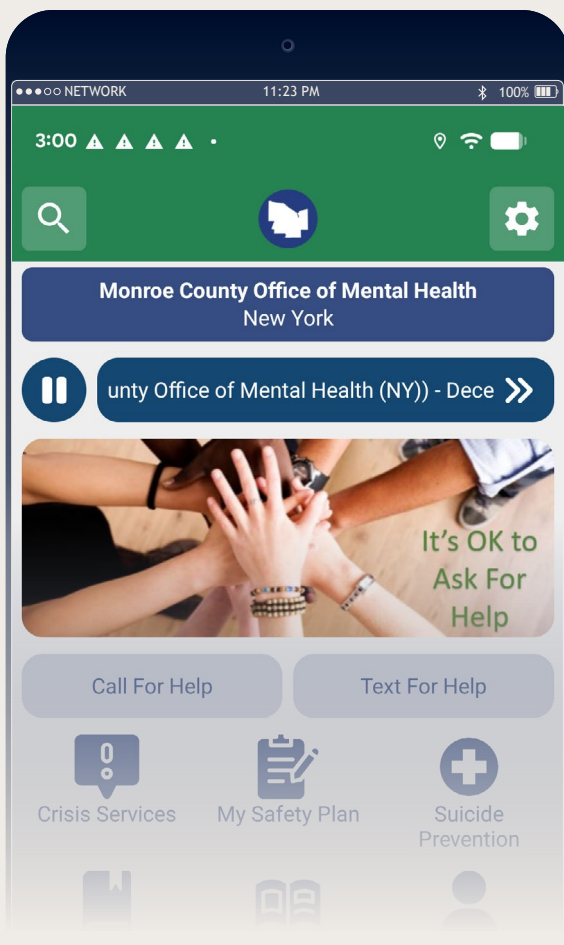 NETWORK 11:23 PM 100%
3:00
Monroe County Office of Mental Health
New York
unty Office of Mental Health (NY)) - Dece
It's OK to
Ask For
Help
Call For Help Text For Help
Crisis Services My Safety Plan Suicide
Prevention